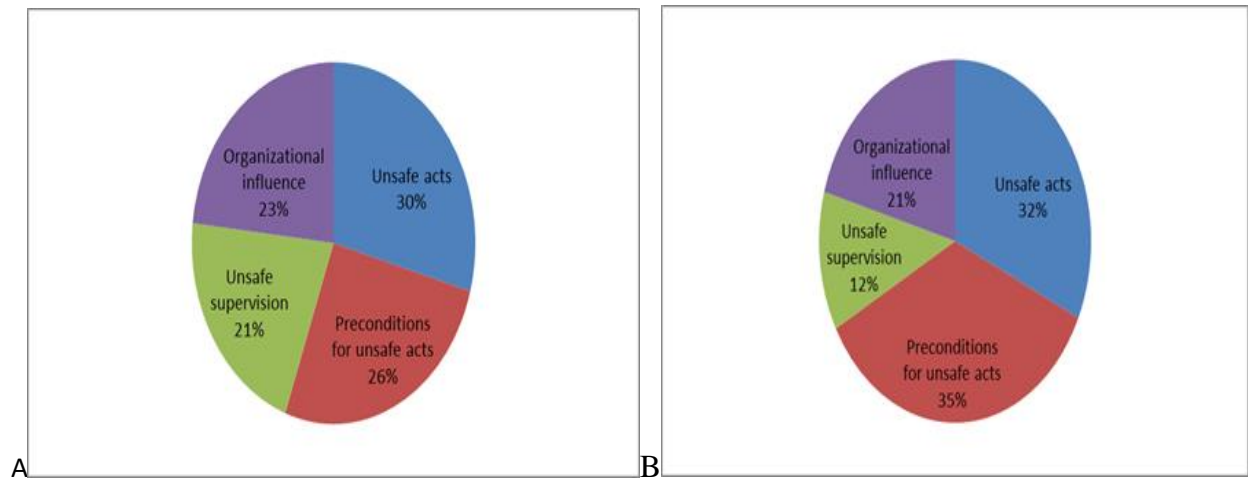 Organizational
influence
23%
Unsafe acts
30%
Unsafe
supervision
21%
Preconditions
for unsafe acts
26%
A
Organizational
influence
21%
Unsafe acts
32%
Unsafe
supervision
12%
Preconditions
for unsafe acts
35%
B